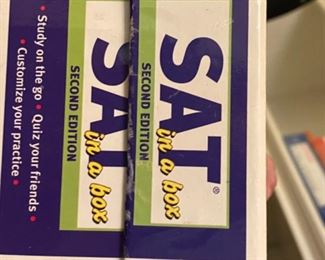 SAT®
in a box
SECOND EDITION
SAT
in a box
SECOND EDITION
• Study on the go • Quiz your friends •
• Customize your practice •